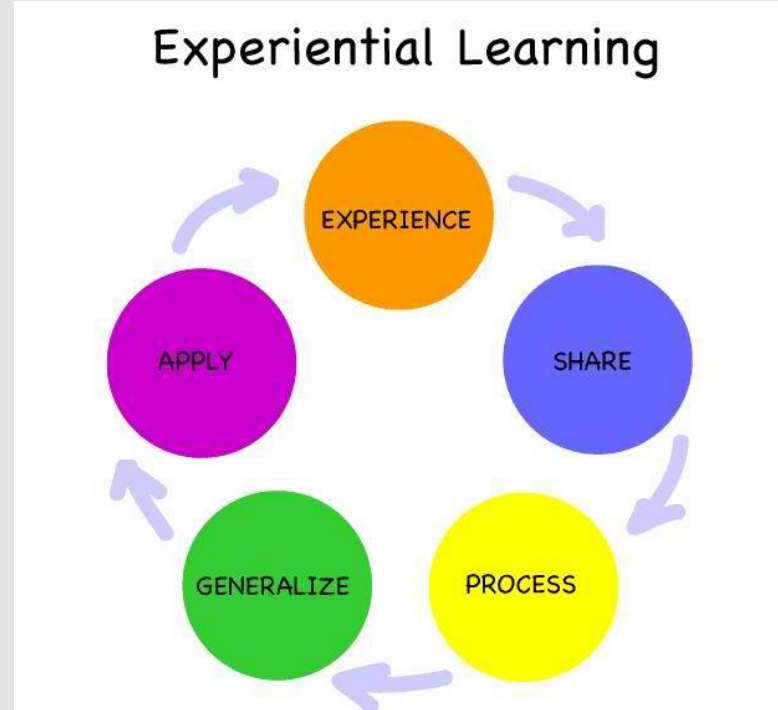 Experiential Learning
EXPERIENCE
SHARE
PROCESS
GENERALIZE
APPLY